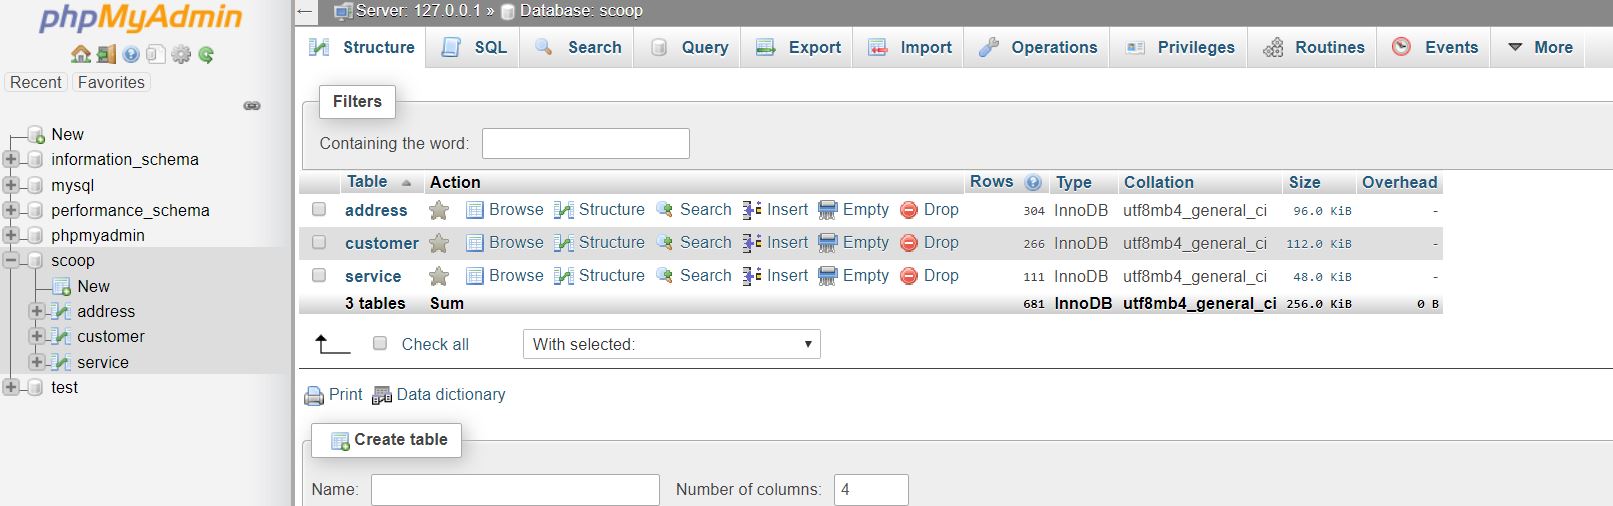 phpMyAdmin
Recent Favorites
New
information_schema
mysql
performance_schema
phpmyadmin
scoop
New
address
customer
service
test
← Server: 127.0.0.1 » Database: scoop
Structure SQL Search Query Export Import Operations Privileges Routines Events More
Filters
Containing the word:
Table Action Rows Type Collation Size Overhead
address Browse Structure Search Insert Empty Drop 304 InnoDB utf8mb4_general_ci 96.0 KiB -
customer Browse Structure Search Insert Empty Drop 266 InnoDB utf8mb4_general_ci 112.0 KiB -
service Browse Structure Search Insert Empty Drop 111 InnoDB utf8mb4_general_ci 48.0 KiB -
3 tables Sum 681 InnoDB utf8mb4_general_ci 256.0 KiB 0 B
Check all With selected:
Print Data dictionary
Create table
Name: Number of columns: 4